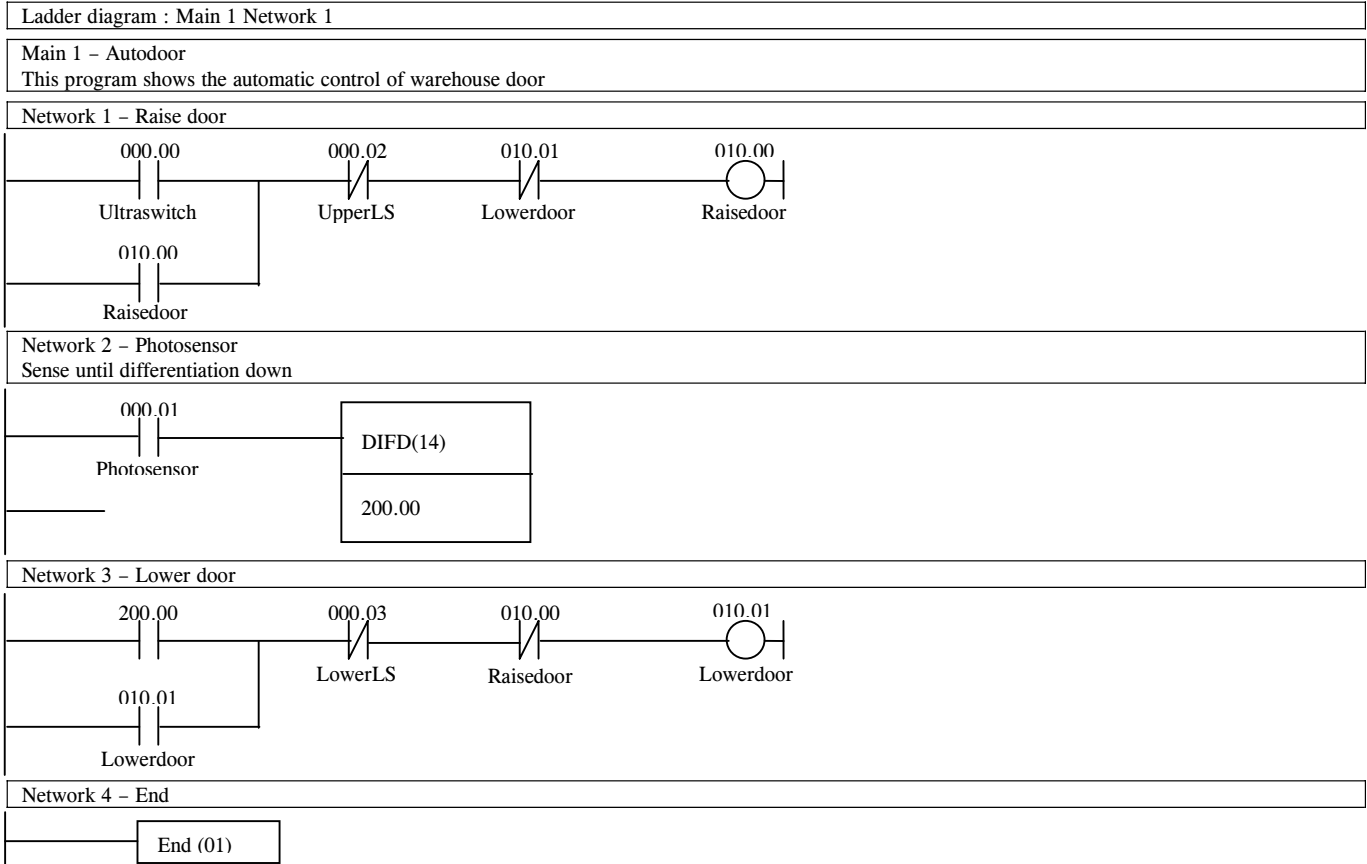 Ladder diagram : Main 1 Network 1
Main 1 – Autodoor
This program shows the automatic control of warehouse door
Network 1 – Raise door
000.00 000.02 010.01 010.00
Ultraswitch UpperLS Lowerdoor Raisedoor
010.00
Raisedoor
Network 2 – Photosensor
Sense until differentiation down
000.01
DIFD(14)
Photosensor
200.00
Network 3 – Lower door
200.00 000.03 010.00 010.01
LowerLS Raisedoor Lowerdoor
010.01
Lowerdoor
Network 4 – End
End (01)